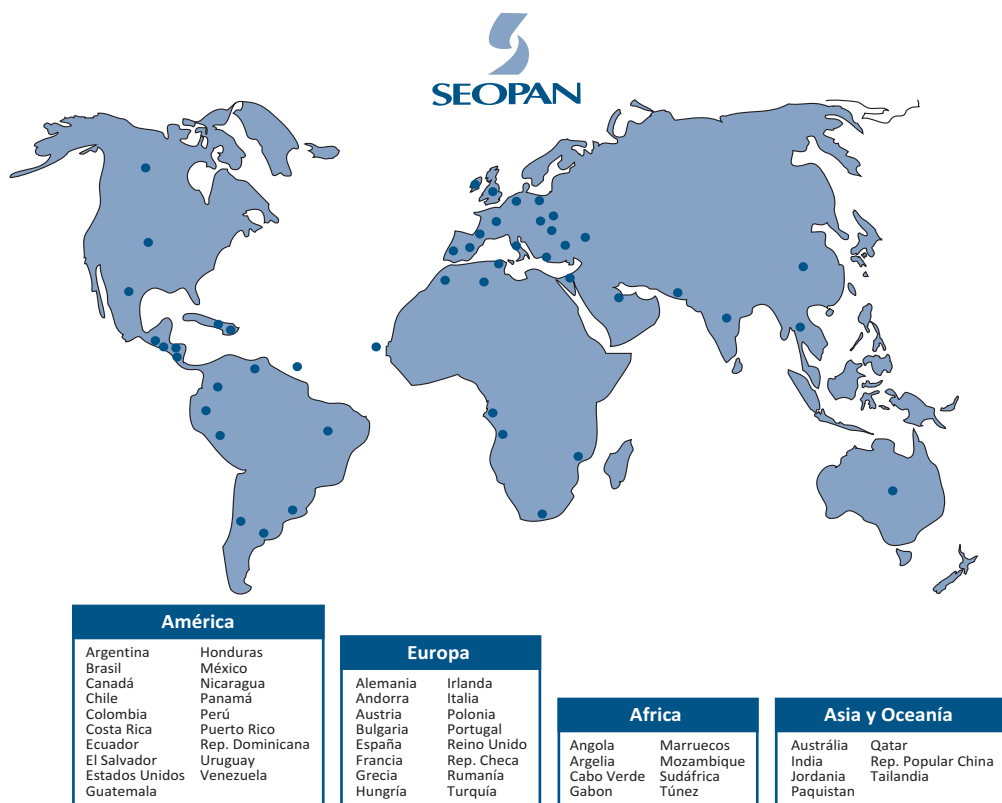 SEOPAN
América
Argentina
Brasil
Canadá
Chile
Colombia
Costa Rica
Ecuador
El Salvador
Estados Unidos
Guatemala
Honduras
México
Nicaragua
Panamá
Perú
Puerto Rico
Rep. Dominicana
Uruguay
Venezuela
Europa
Alemania
Andorra
Austria
Bulgaria
España
Francia
Grecia
Hungría
Irlanda
Italia
Polonia
Portugal
Reino Unido
Rep. Checa
Rumanía
Turquía
Africa
Angola
Argelia
Cabo Verde
Gabon
Marruecos
Mozambique
Sudáfrica
Túnez
Asia y Oceanía
Austrália
India
Jordania
Paquistan
Qatar
Rep. Popular China
Tailandia